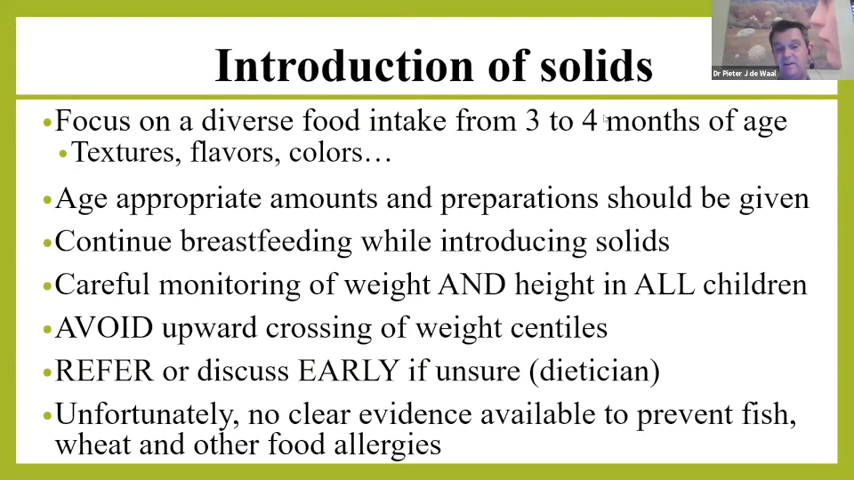 Introduction of solids
Dr Pieter J de Waal
•Focus on a diverse food intake from 3 to 4 months of age
•Textures, flavors, colors…
•Age appropriate amounts and preparations should be given
•Continue breastfeeding while introducing solids
•Careful monitoring of weight AND height in ALL children
•AVOID upward crossing of weight centiles
•REFER or discuss EARLY if unsure (dietician)
•Unfortunately, no clear evidence available to prevent fish,
wheat and other food allergies